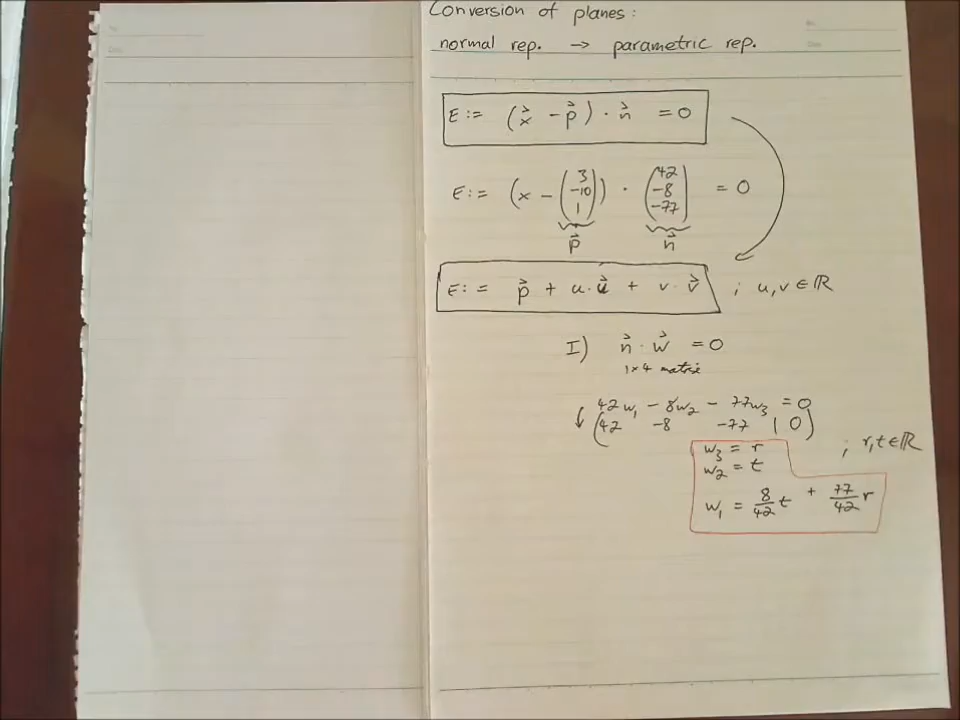 Conversion of planes:
normal rep. → parametric rep.
E:= (x⃗ - p⃗) · n⃗ = 0
E:= (x - (3 -10 1)) · (42 -8 -77) = 0
p⃗ n⃗
E:= p⃗ + u·u⃗ + v·v⃗ ; u,v ∈ ℝ
I) n⃗ · w⃗ = 0
1×4 matrix
42w₁ - 8w₂ - 77w₃ = 0
↓ (42 -8 -77 | 0)
w₃ = r ; r,t ∈ ℝ
w₂ = t
w₁ = 8/42 t + 77/42 r